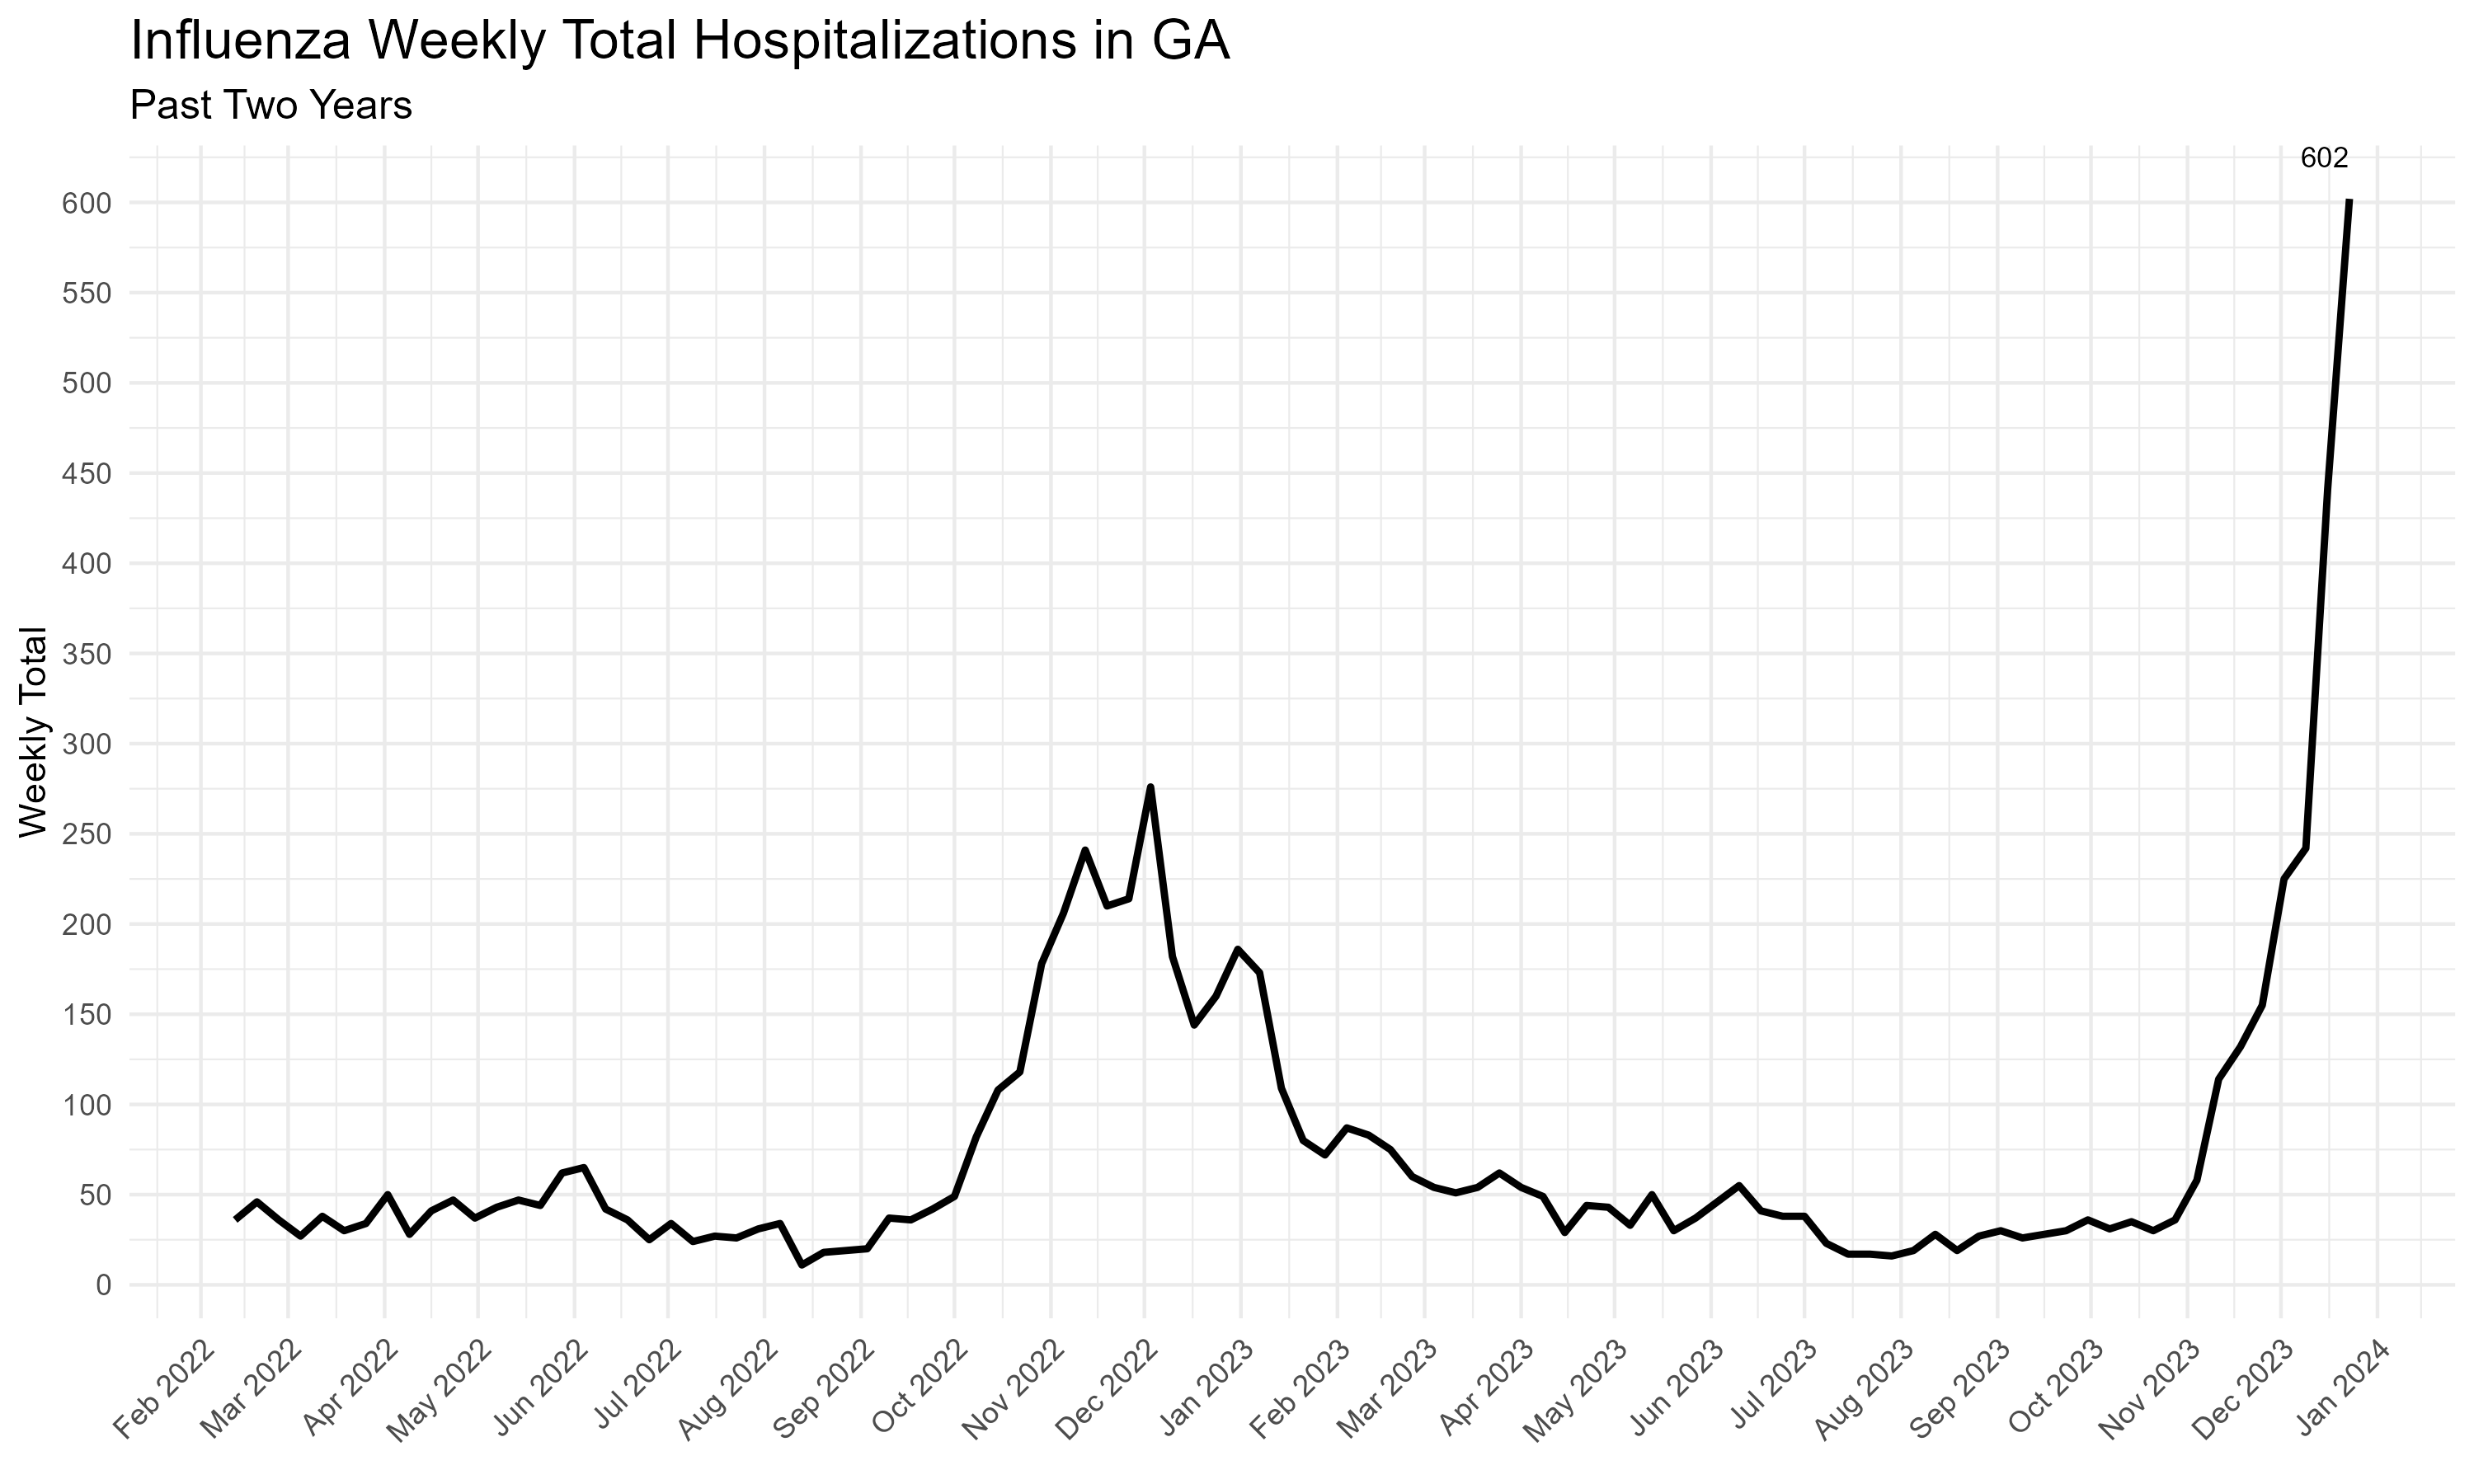 Influenza Weekly Total Hospitalizations in GA
Past Two Years
602
Weekly Total
600
550
500
450
400
350
300
250
200
150
100
50
0
Feb 2022
Mar 2022
Apr 2022
May 2022
Jun 2022
Jul 2022
Aug 2022
Sep 2022
Oct 2022
Nov 2022
Dec 2022
Jan 2023
Feb 2023
Mar 2023
Apr 2023
May 2023
Jun 2023
Jul 2023
Aug 2023
Sep 2023
Oct 2023
Nov 2023
Dec 2023
Jan 2024